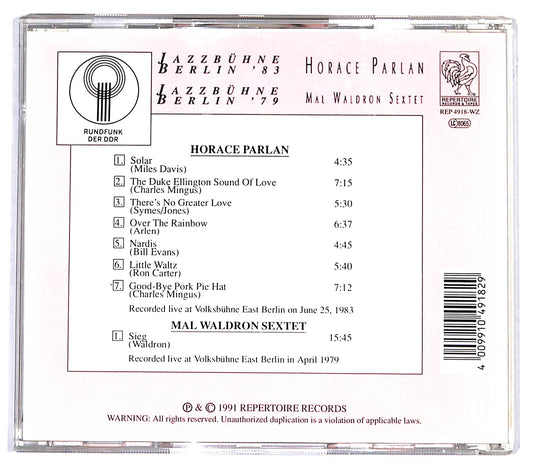 JAZZBÜHNE
BERLIN '83
HORACE PARLAN
JAZZBÜHNE
BERLIN '79
MAL WALDRON SEXTET
RUNDFUNK
DER DDR
REPERTOIRE
RECORDS & TAPES
REP 4918-WZ
LC 8065
HORACE PARLAN
1. Solar 4:35
(Miles Davis)
2. The Duke Ellington Sound Of Love 7:15
(Charles Mingus)
3. There's No Greater Love 5:30
(Symes/Jones)
4. Over The Rainbow 6:37
(Arlen)
5. Nardis 4:45
(Bill Evans)
6. Little Waltz 5:40
(Ron Carter)
7. Good-Bye Pork Pie Hat 7:12
(Charles Mingus)
Recorded live at Volksbühne East Berlin on June 25, 1983
MAL WALDRON SEXTET
1. Sieg 15:45
(Waldron)
Recorded live at Volksbühne East Berlin in April 1979
4 009910 491829
℗ & © 1991 REPERTOIRE RECORDS
WARNING: All rights reserved. Unauthorized duplication is a violation of applicable laws.